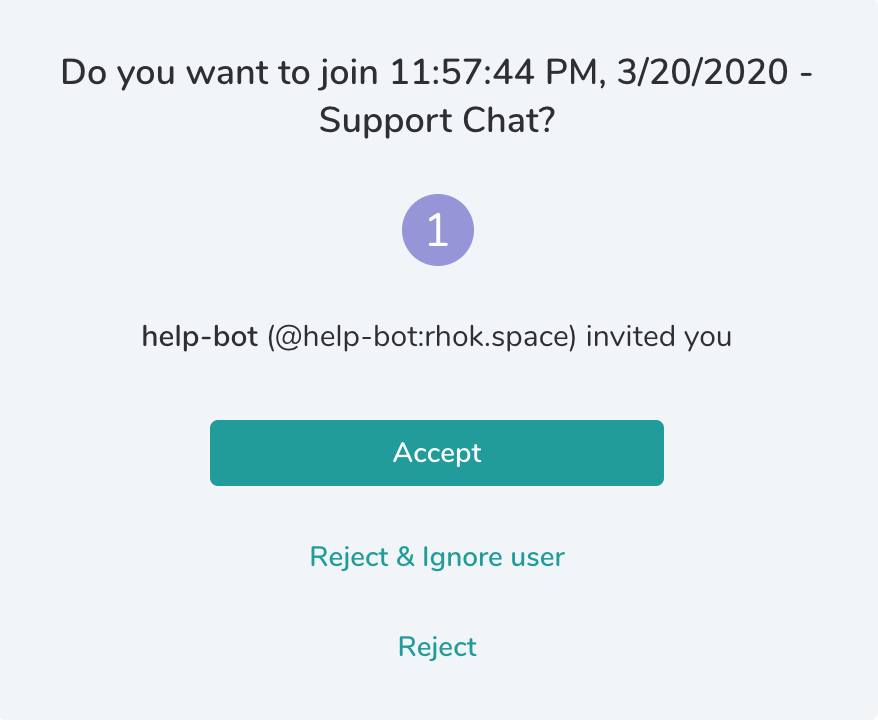 Do you want to join 11:57:44 PM, 3/20/2020 -
Support Chat?
1
help-bot (@help-bot:rhok.space) invited you
Accept
Reject & Ignore user
Reject